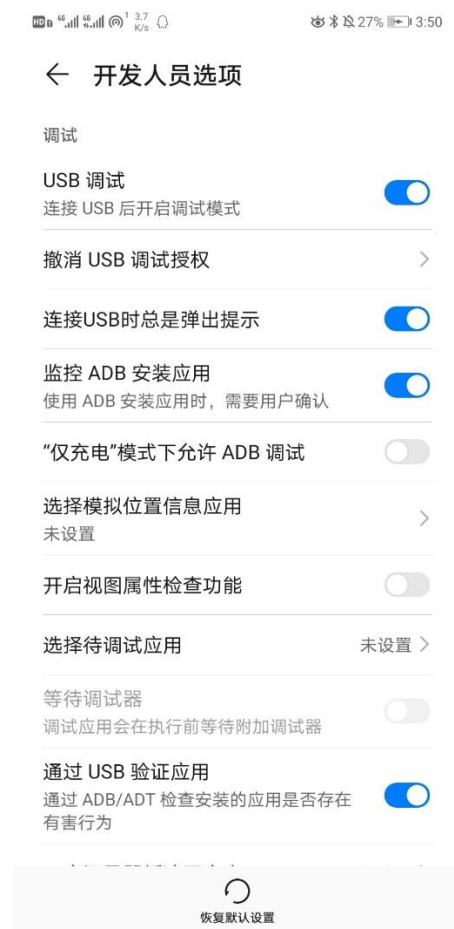 HD 46 46 1 3.7 K/s 27% 3:50
开发人员选项
调试
USB 调试
连接 USB 后开启调试模式
撤消 USB 调试授权
连接USB时总是弹出提示
监控 ADB 安装应用
使用 ADB 安装应用时，需要用户确认
“仅充电”模式下允许 ADB 调试
选择模拟位置信息应用
未设置
开启视图属性检查功能
选择待调试应用 未设置
等待调试器
调试应用会在执行前等待附加调试器
通过 USB 验证应用
通过 ADB/ADT 检查安装的应用是否存在
有害行为
恢复默认设置